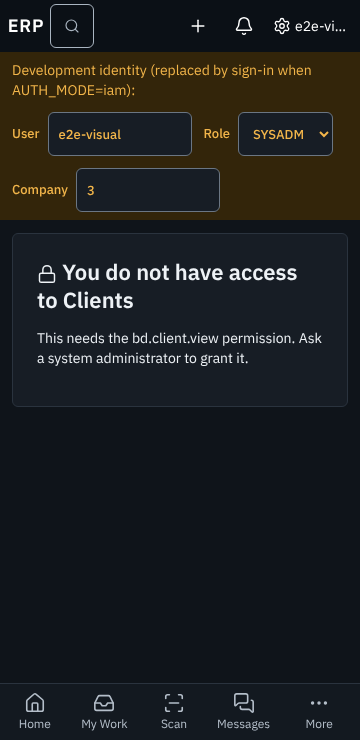 ERP
e2e-vi...
Development identity (replaced by sign-in when
AUTH_MODE=iam):
User e2e-visual Role SYSADM
Company 3
You do not have access
to Clients
This needs the bd.client.view permission. Ask
a system administrator to grant it.
Home My Work Scan Messages More